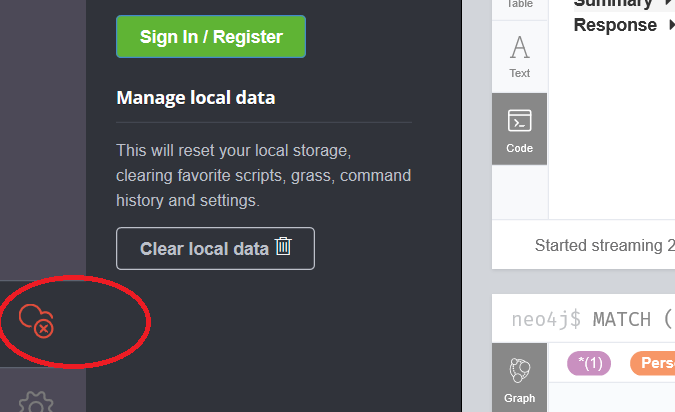 Sign In / Register
Manage local data
This will reset your local storage,
clearing favorite scripts, grass, command
history and settings.
Clear local data
Table
A
Text
Code
Summary
Response
Started streaming 2
neo4j$ MATCH (
Graph
*(1)
Pers